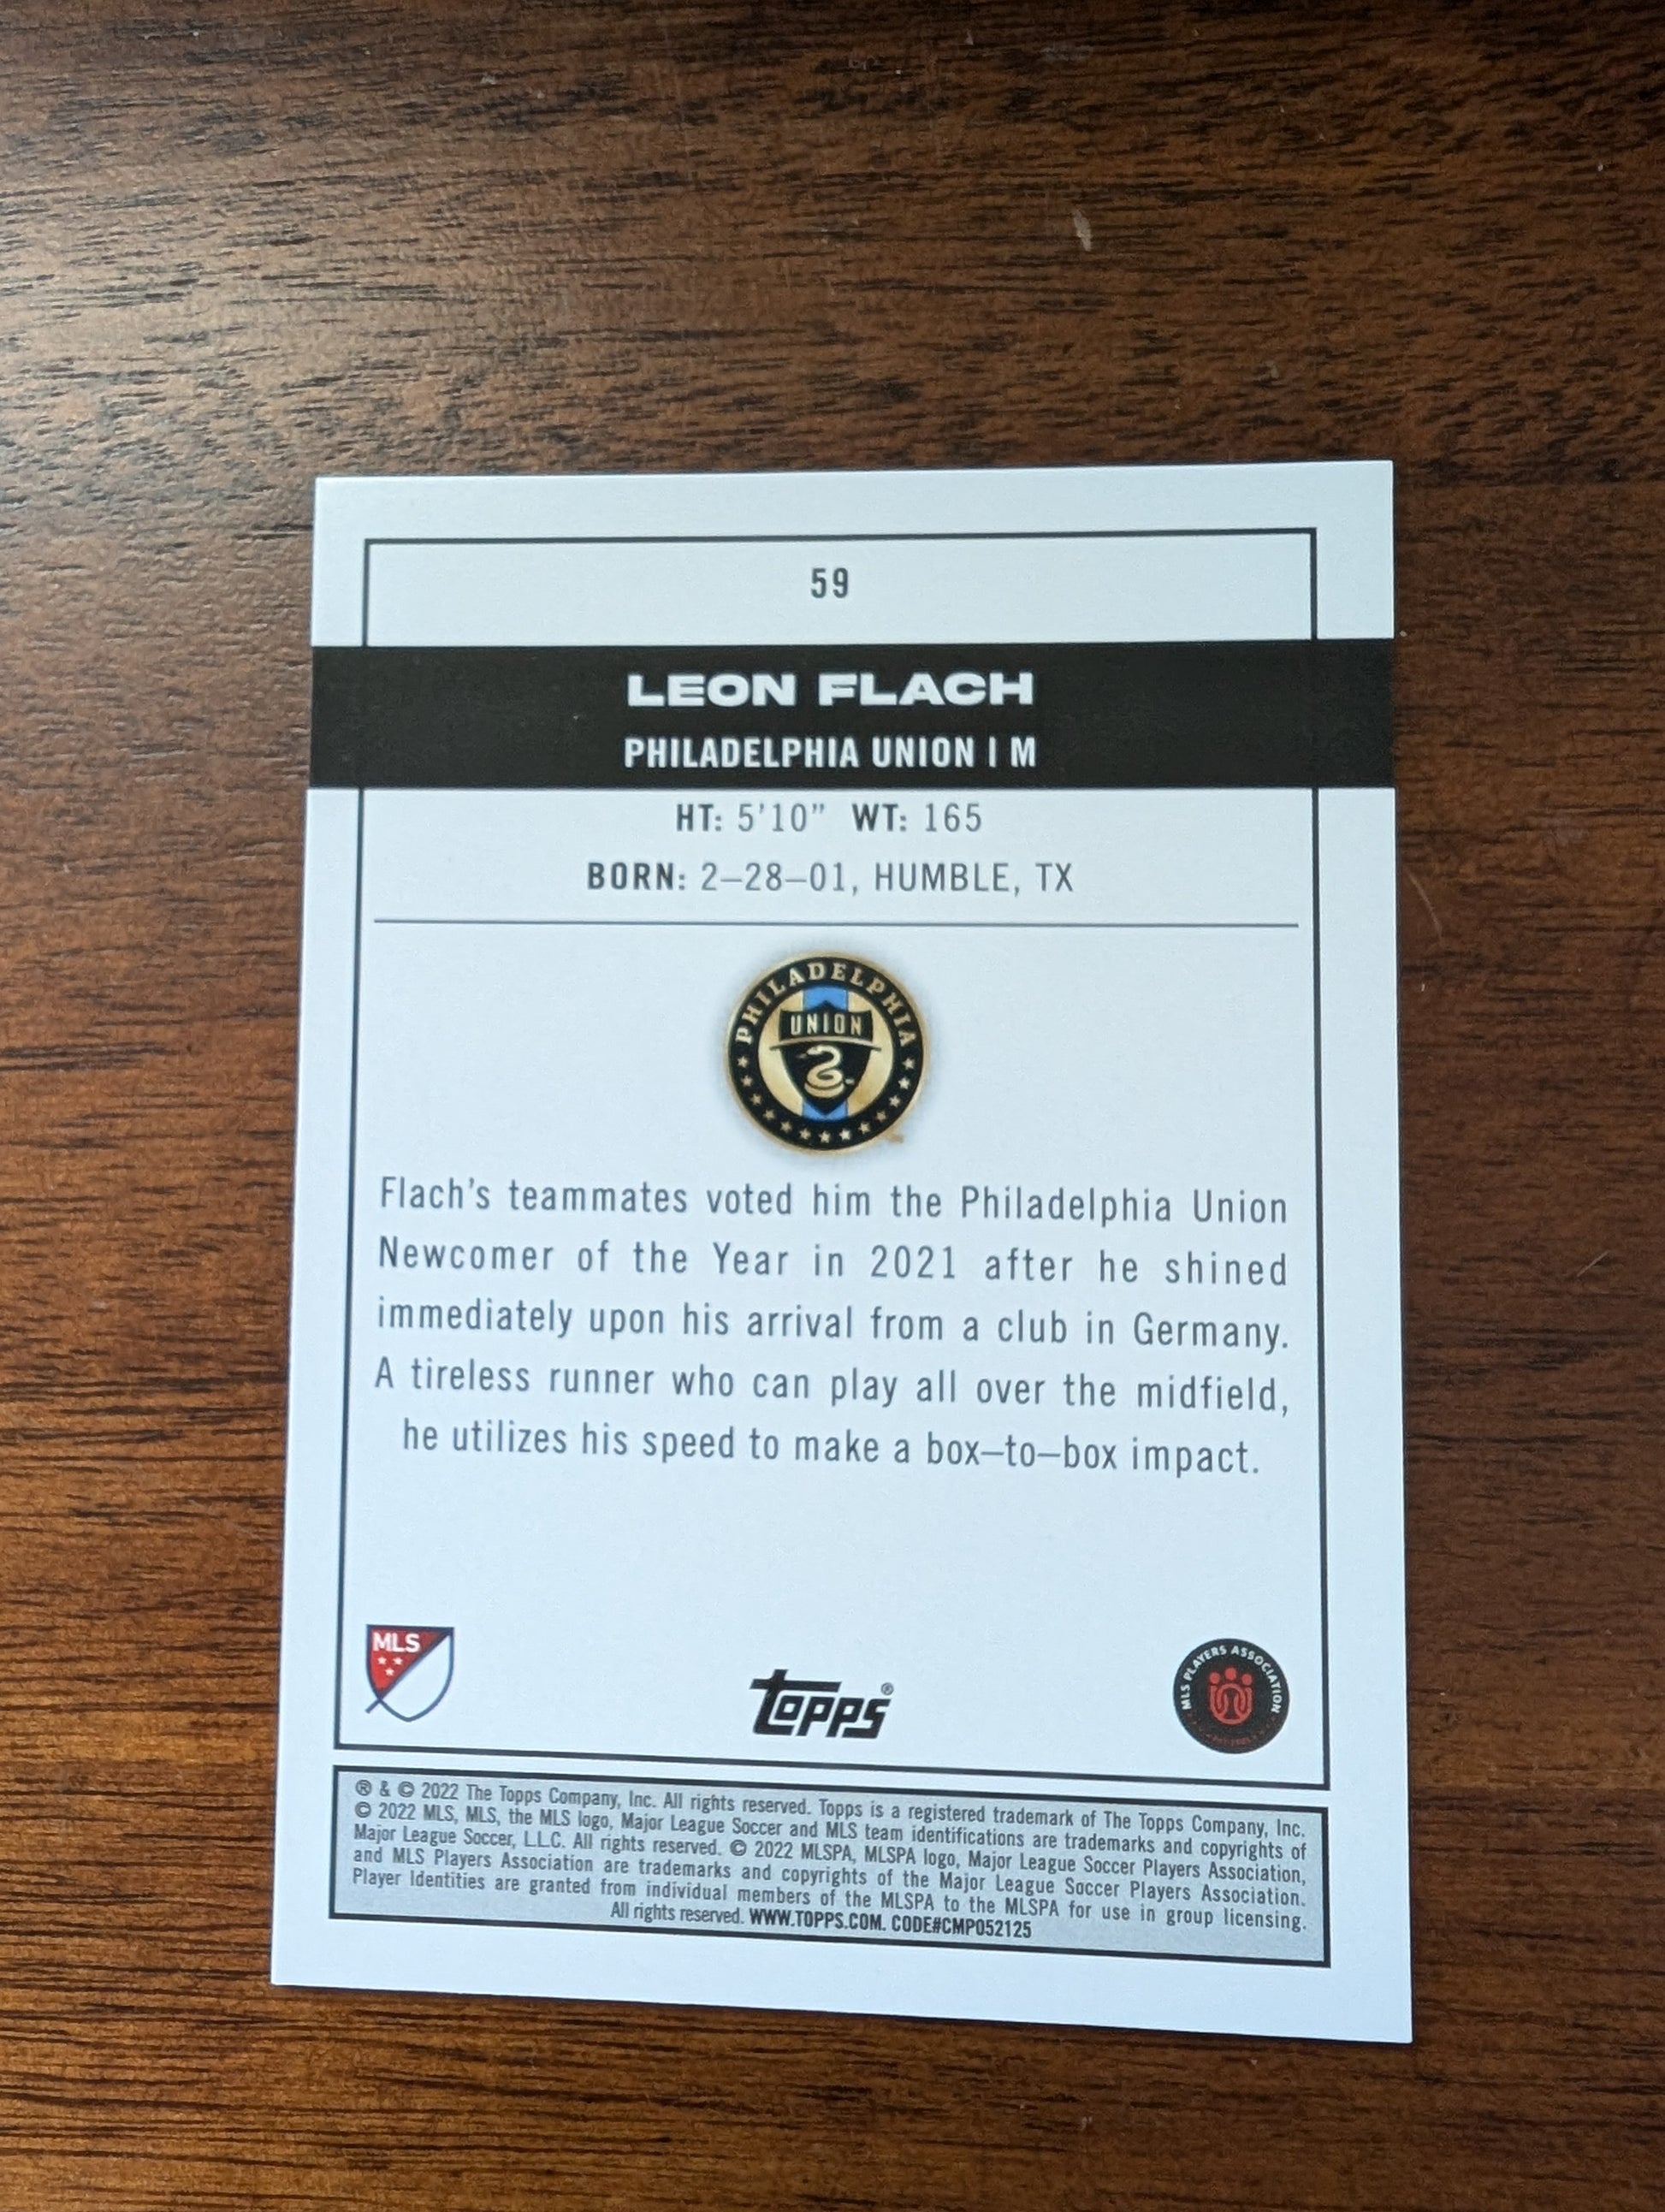 59
LEON FLACH
PHILADELPHIA UNION | M
HT: 5'10" WT: 165
BORN: 2–28–01, HUMBLE, TX
PHILADELPHIA
UNION
Flach's teammates voted him the Philadelphia Union
Newcomer of the Year in 2021 after he shined
immediately upon his arrival from a club in Germany.
A tireless runner who can play all over the midfield,
he utilizes his speed to make a box–to–box impact.
MLS
topps®
MLS PLAYERS ASSOCIATION
® & © 2022 The Topps Company, Inc. All rights reserved. Topps is a registered trademark of The Topps Company, Inc.
© 2022 MLS, MLS, the MLS logo, Major League Soccer and MLS team identifications are trademarks and copyrights of
Major League Soccer, L.L.C. All rights reserved. © 2022 MLSPA, MLSPA logo, Major League Soccer Players Association,
and MLS Players Association are trademarks and copyrights of the Major League Soccer Players Association.
Player Identities are granted from individual members of the MLSPA to the MLSPA for use in group licensing.
All rights reserved. WWW.TOPPS.COM. CODE#CMP052125